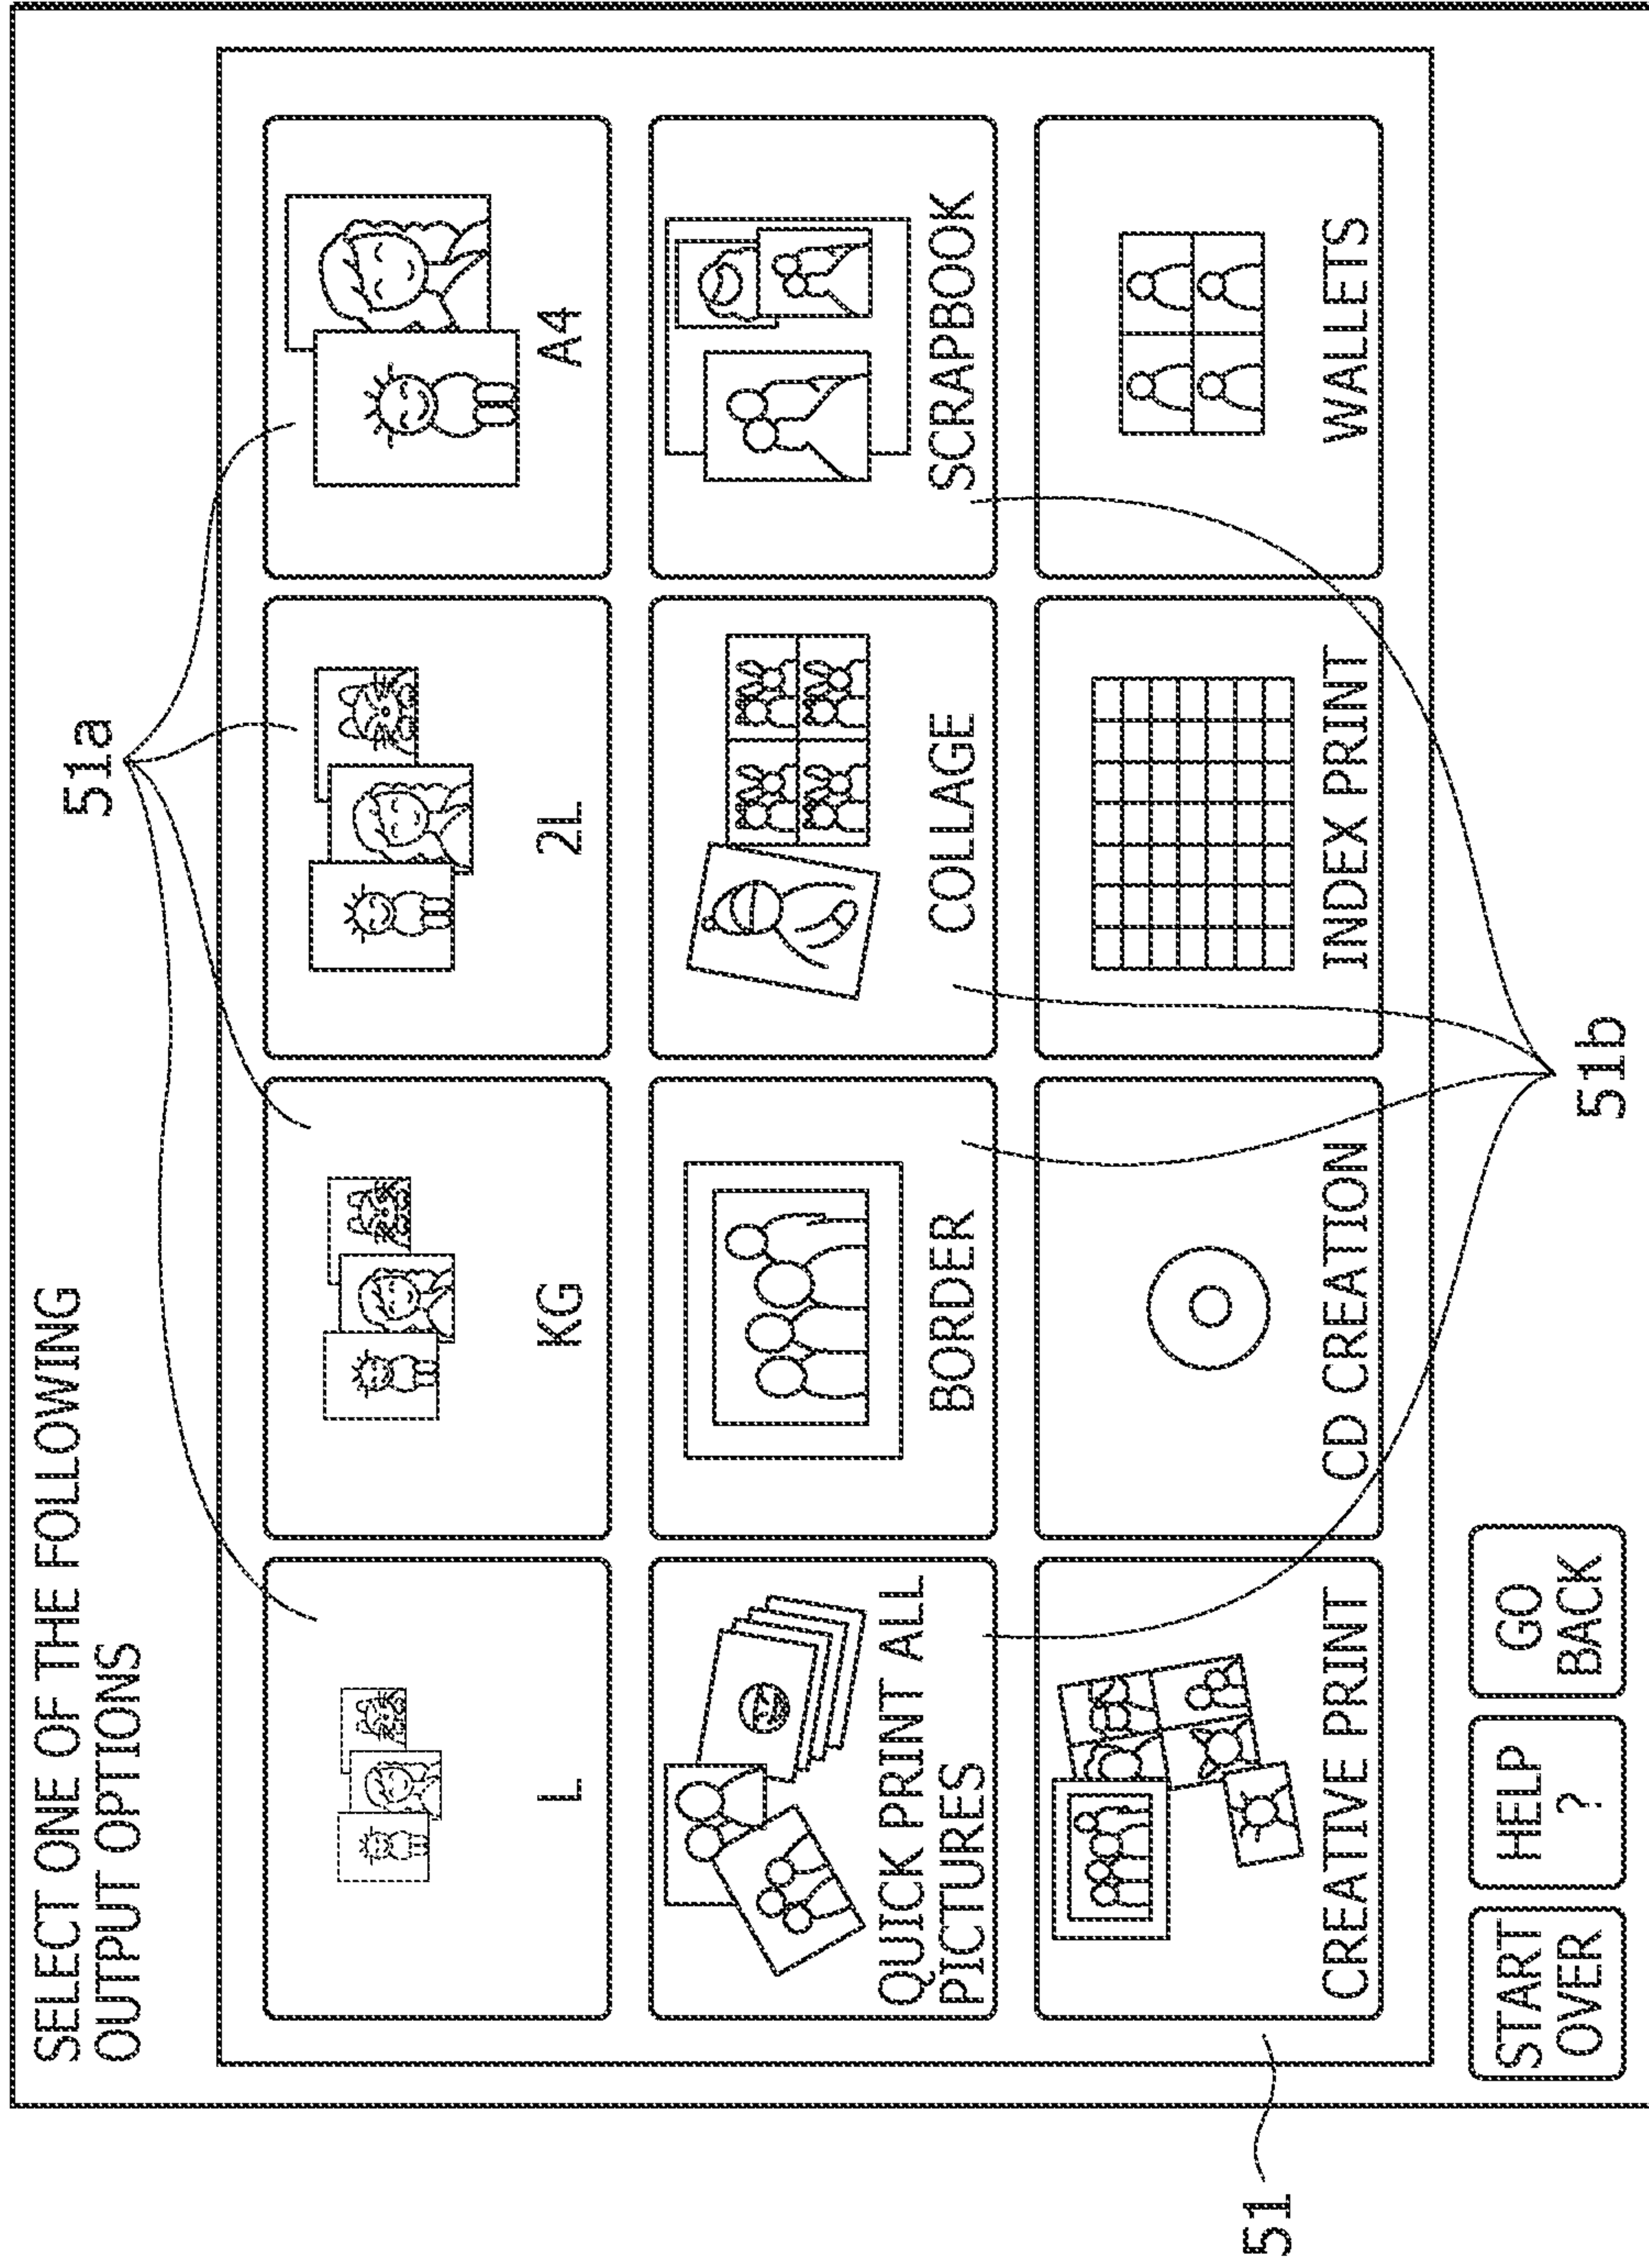 SELECT ONE OF THE FOLLOWING
OUTPUT OPTIONS
51a
L
KG
2L
A4
QUICK PRINT ALL
PICTURES
BORDER
COLLAGE
SCRAPBOOK
CREATIVE PRINT
CD CREATION
INDEX PRINT
WALLETS
51
START
OVER
HELP
?
GO
BACK
51b